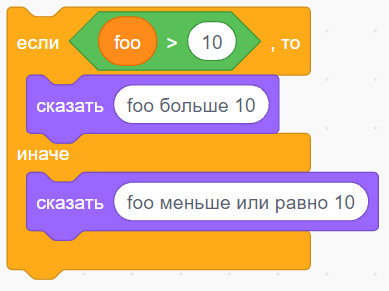 если foo > 10 , то
сказать foo больше 10
иначе
сказать foo меньше или равно 10